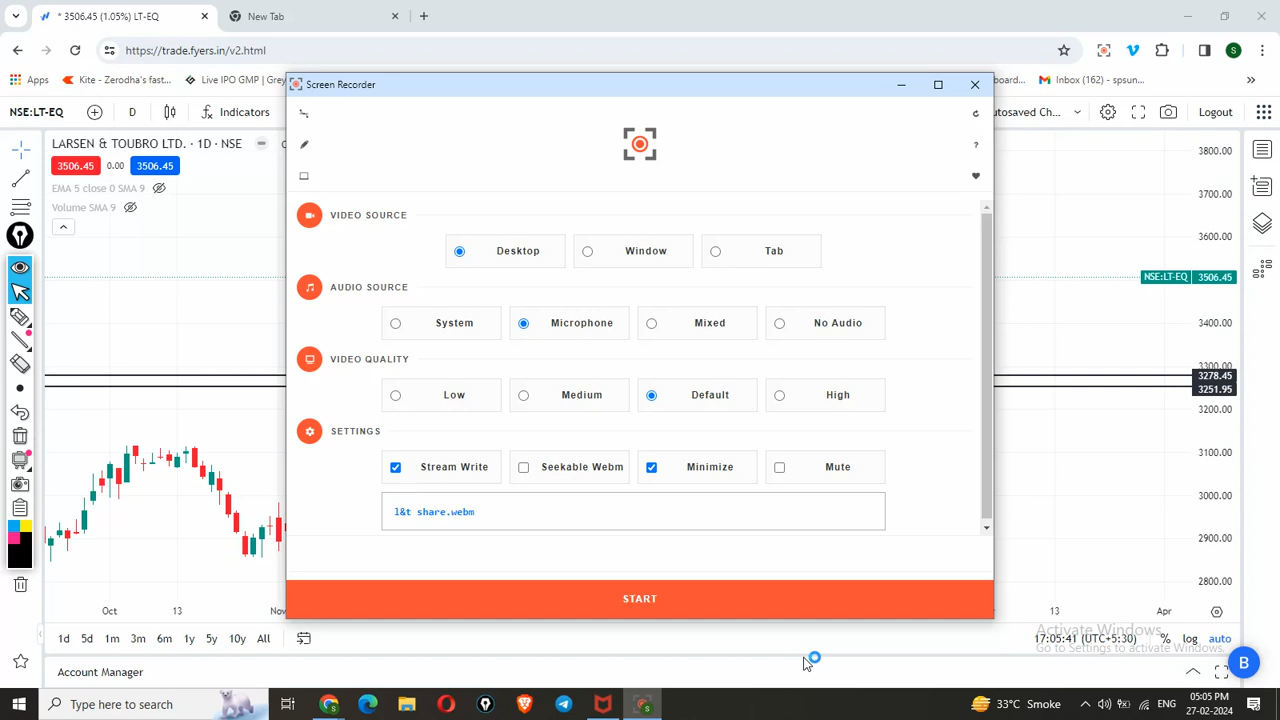 * 3506.45 (1.05%) LT-EQ
New Tab
https://trade.fyers.in/v2.html
S
Apps
Kite - Zerodha's fast...
Live IPO GMP | Grey
board...
Inbox (162) - spsun...
NSE:LT-EQ
D
Indicators
Screen Recorder
autosaved Ch...
Logout
LARSEN & TOUBRO LTD. · 1D · NSE
3506.45
0.00
3506.45
EMA 5 close 0 SMA 9
Volume SMA 9
?
VIDEO SOURCE
Desktop
Window
Tab
AUDIO SOURCE
System
Microphone
Mixed
No Audio
VIDEO QUALITY
Low
Medium
Default
High
SETTINGS
Stream Write
Seekable Webm
Minimize
Mute
l&t share.webm
START
3800.00
3700.00
3600.00
NSE:LT-EQ
3506.45
3400.00
3300.00
3278.45
3251.95
3200.00
3100.00
3000.00
2900.00
2800.00
Oct
13
Nov
13
Apr
1d 5d 1m 3m 6m 1y 5y 10y All
17:05:41 (UTC+5:30)
% log auto
Activate Windows
Go to Settings to activate Windows.
Account Manager
B
Type here to search
33°C Smoke
ENG
05:05 PM
27-02-2024